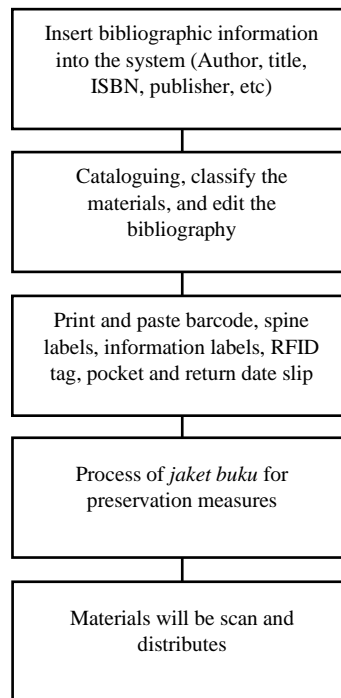 Insert bibliographic information
into the system (Author, title,
ISBN, publisher, etc)
Cataloguing, classify the
materials, and edit the
bibliography
Print and paste barcode, spine
labels, information labels, RFID
tag, pocket and return date slip
Process of jaket buku for
preservation measures
Materials will be scan and
distributes